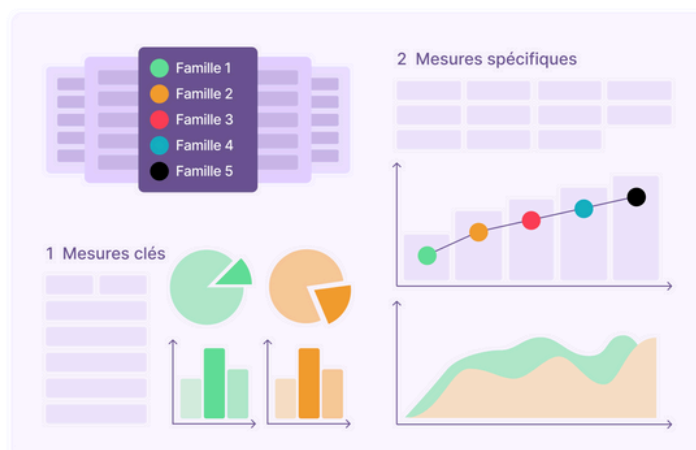 Famille 1
Famille 2
Famille 3
Famille 4
Famille 5
1 Mesures clés
2 Mesures spécifiques